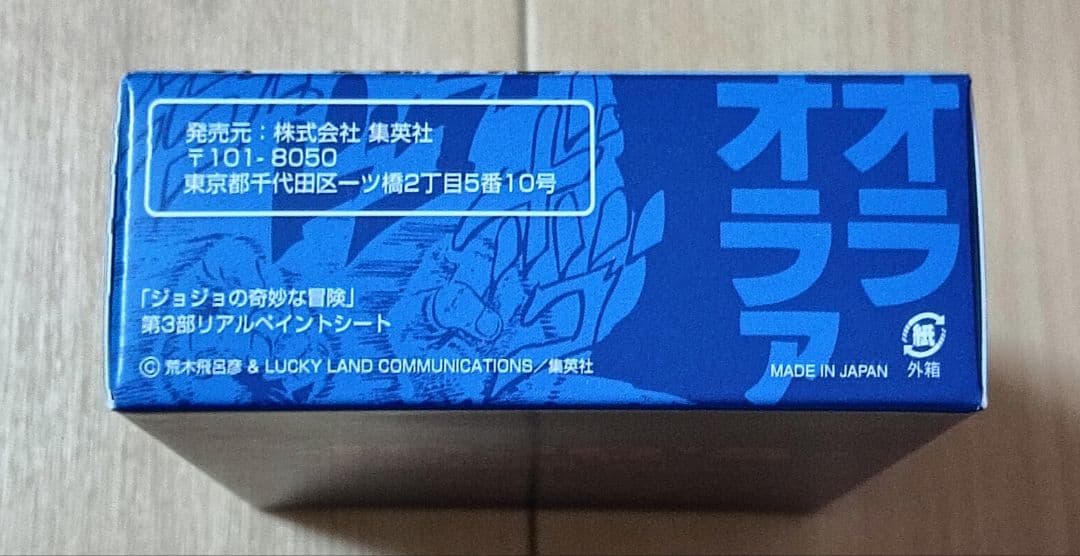 発売元：株式会社 集英社
〒101-8050
東京都千代田区一ツ橋2丁目5番10号
「ジョジョの奇妙な冒険」
第3部リアルペイントシート
© 荒木飛呂彦 & LUCKY LAND COMMUNICATIONS／集英社
オラ
オラァ
MADE IN JAPAN
紙
外箱